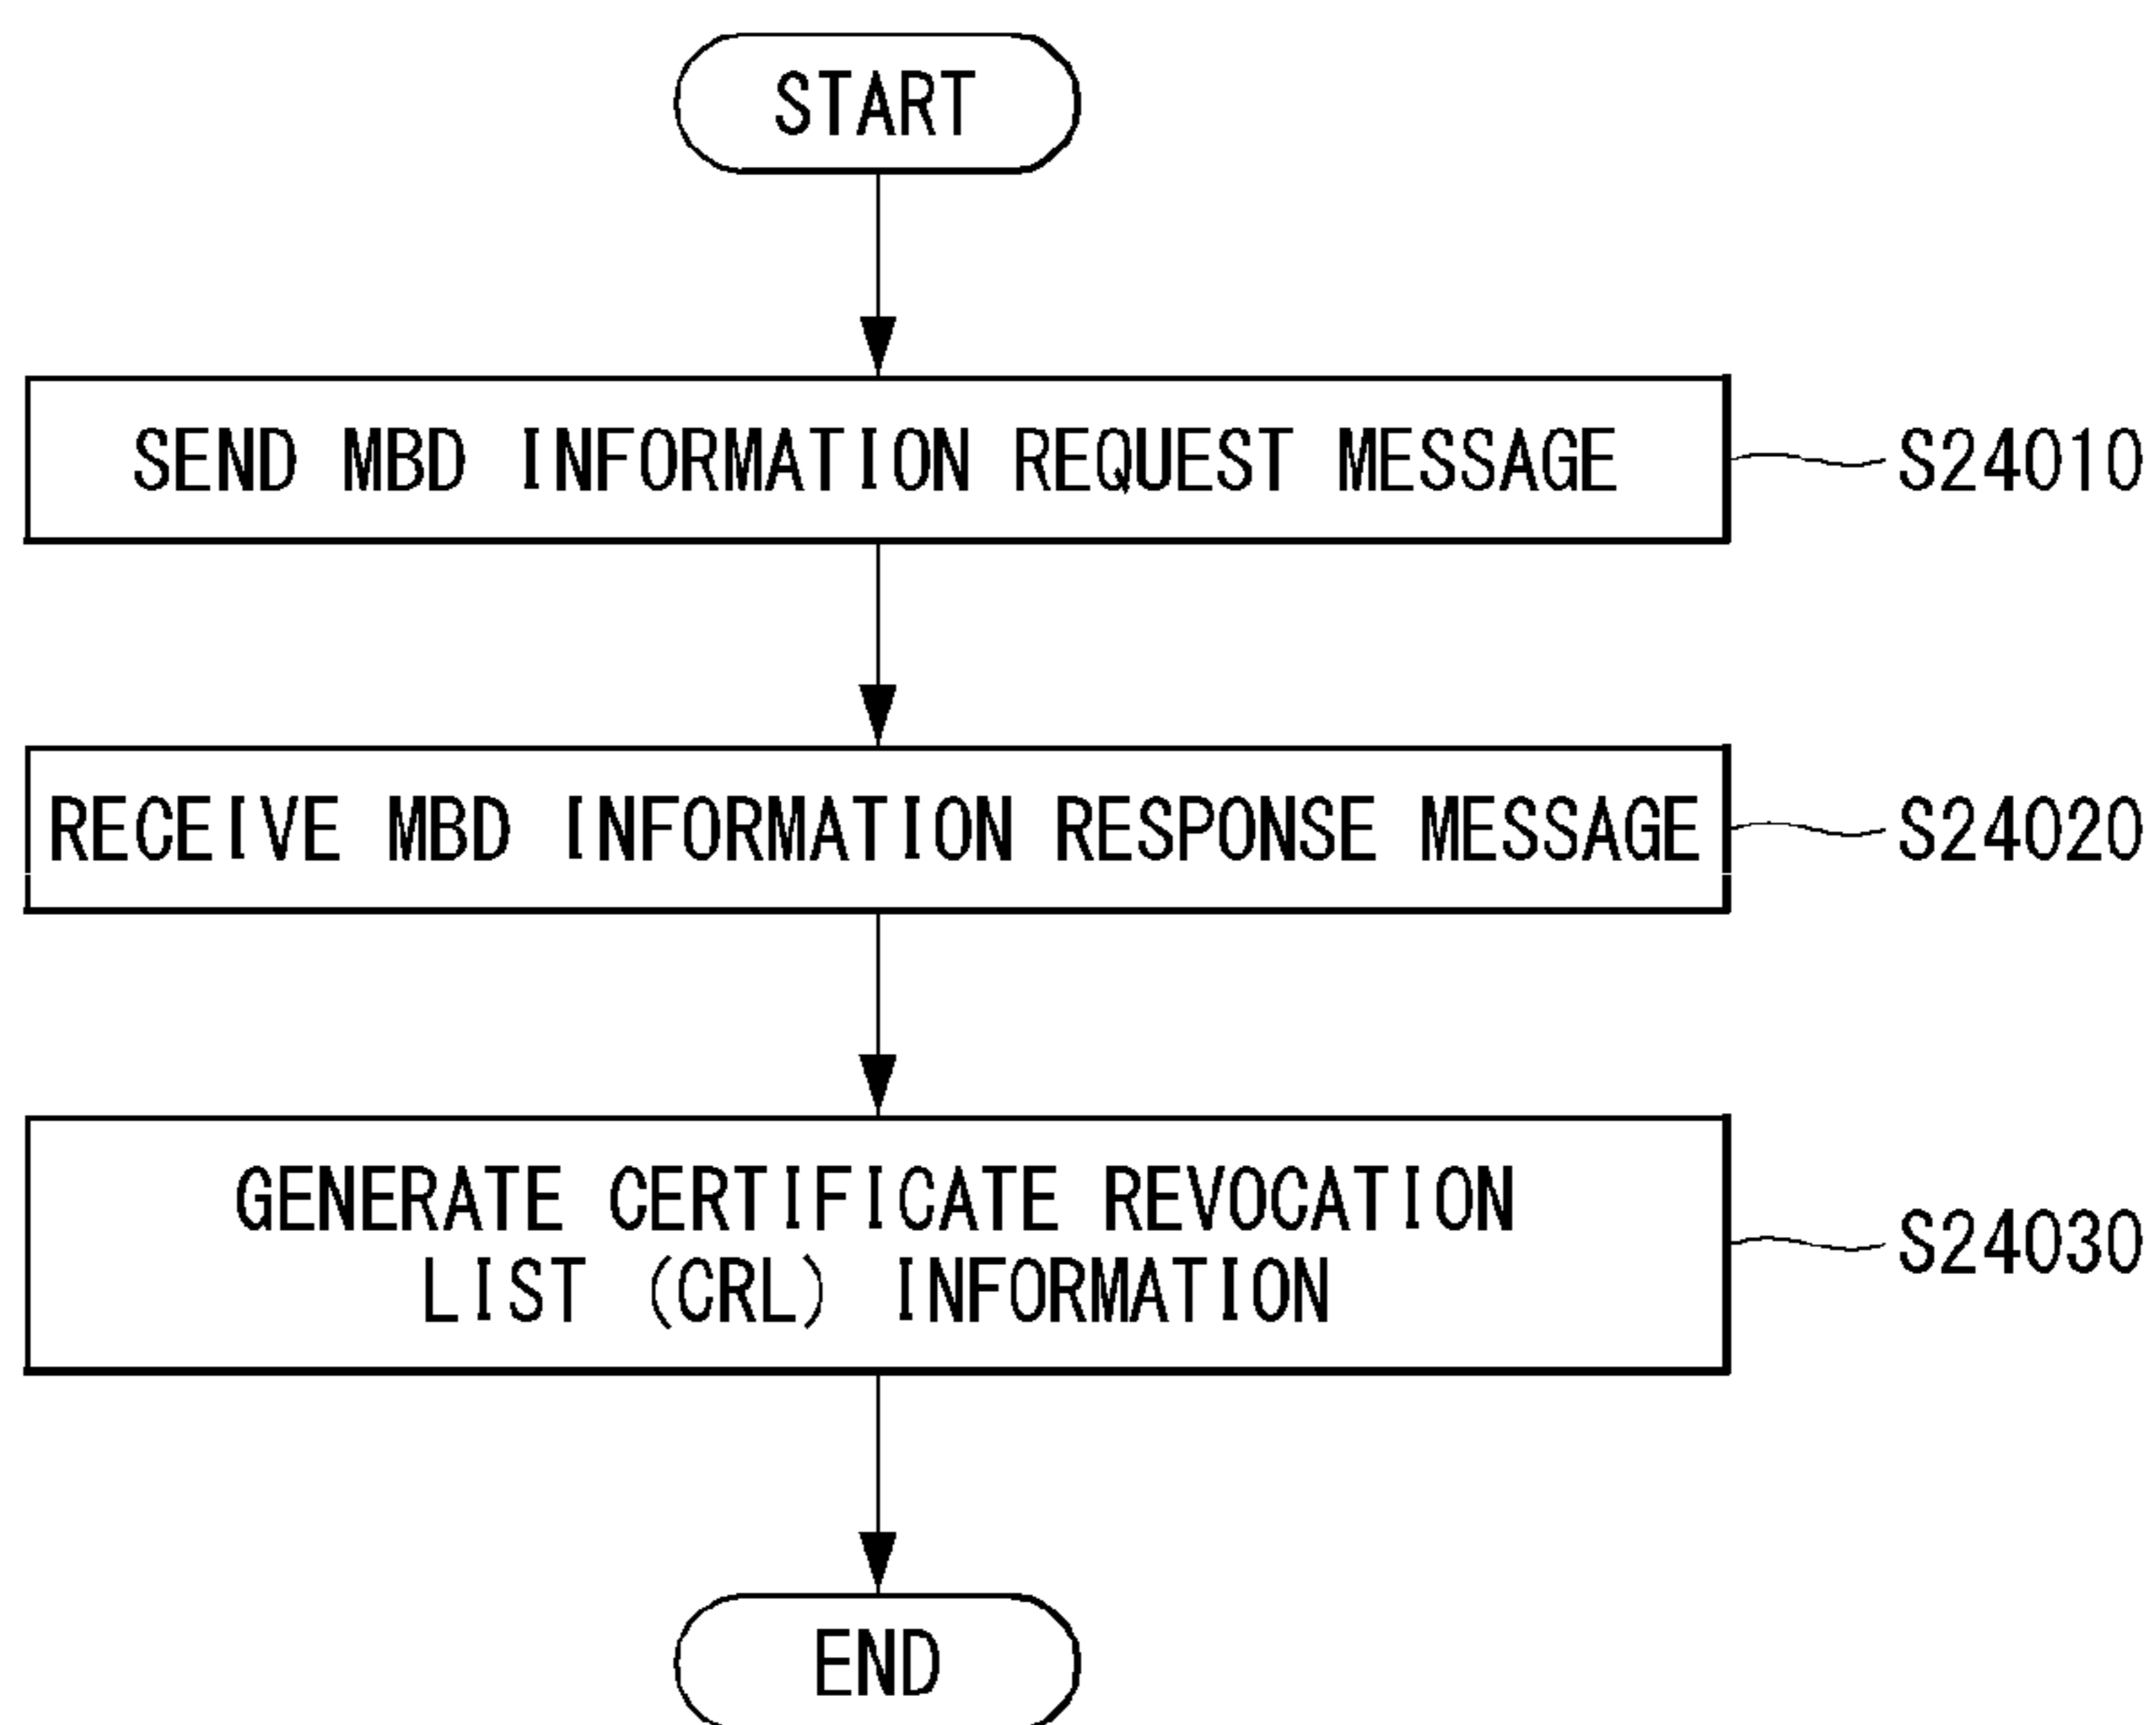 START
SEND MBD INFORMATION REQUEST MESSAGE
S24010
RECEIVE MBD INFORMATION RESPONSE MESSAGE
S24020
GENERATE CERTIFICATE REVOCATION
LIST (CRL) INFORMATION
S24030
END